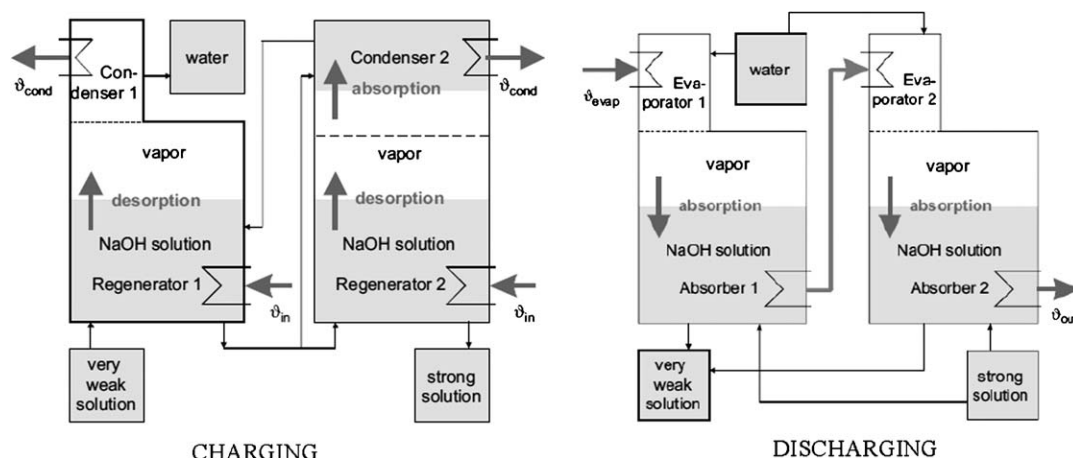 Con-
denser 1
water
Condenser 2
ϑcond
absorption
ϑcond
vapor
vapor
desorption
desorption
NaOH solution
NaOH solution
Regenerator 1
Regenerator 2
ϑin
ϑin
very
weak
solution
strong
solution
CHARGING
water
ϑevap
Eva-
porator 1
Eva-
porator 2
vapor
vapor
absorption
absorption
NaOH solution
NaOH solution
Absorber 1
Absorber 2
ϑou
very
weak
solution
strong
solution
DISCHARGING